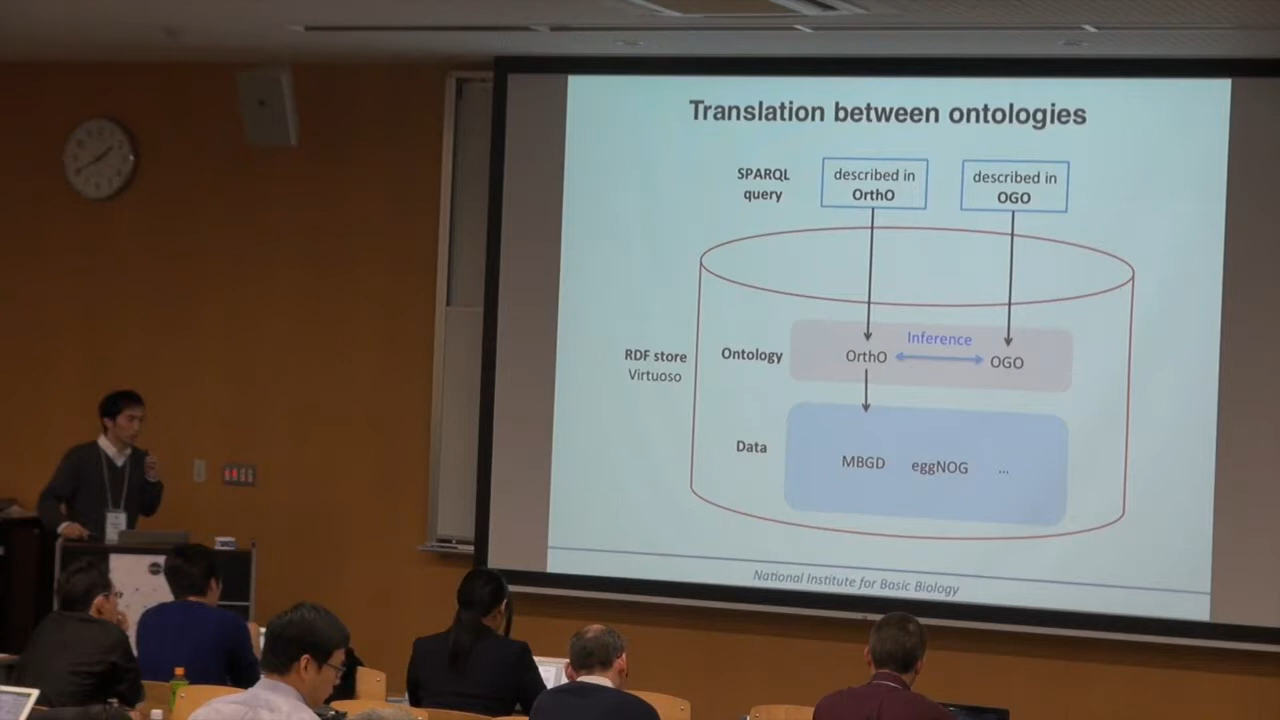 Translation between ontologies
SPARQL
query
described in
OrthO
described in
OGO
RDF store
Virtuoso
Ontology
OrthO
Inference
OGO
Data
MBGD
eggNOG
...
National Institute for Basic Biology